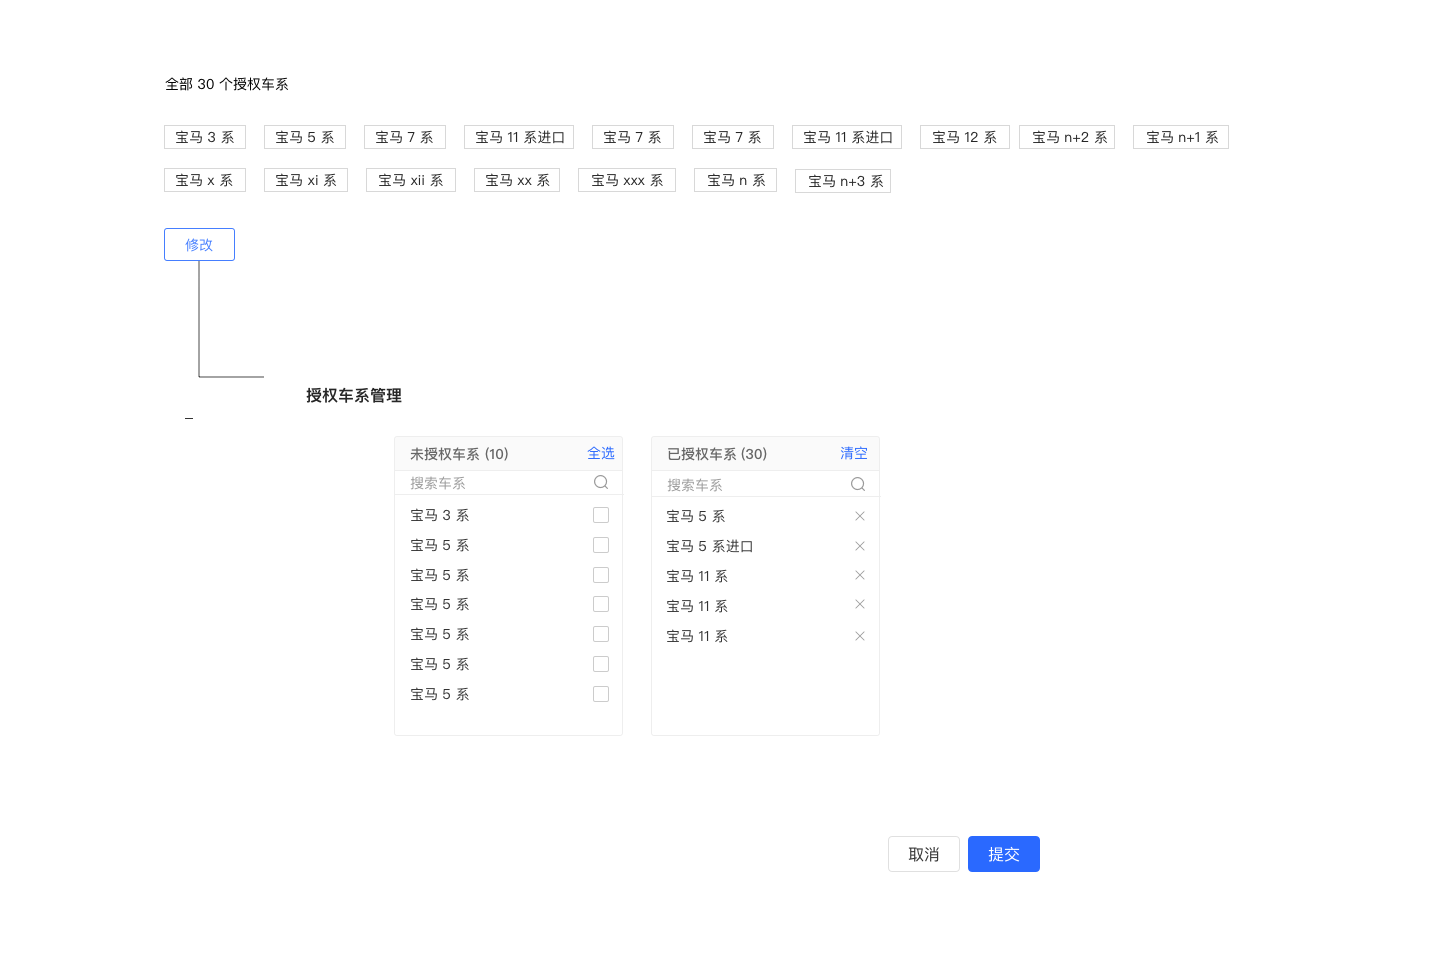 全部 30 个授权车系
宝马 3 系 宝马 5 系 宝马 7 系 宝马 11 系进口 宝马 7 系 宝马 7 系 宝马 11 系进口 宝马 12 系 宝马 n+2 系 宝马 n+1 系
宝马 x 系 宝马 xi 系 宝马 xii 系 宝马 xx 系 宝马 xxx 系 宝马 n 系 宝马 n+3 系
修改
授权车系管理
未授权车系 (10) 全选
搜索车系
宝马 3 系
宝马 5 系
宝马 5 系
宝马 5 系
宝马 5 系
宝马 5 系
宝马 5 系
已授权车系 (30) 清空
搜索车系
宝马 5 系
宝马 5 系进口
宝马 11 系
宝马 11 系
宝马 11 系
取消 提交